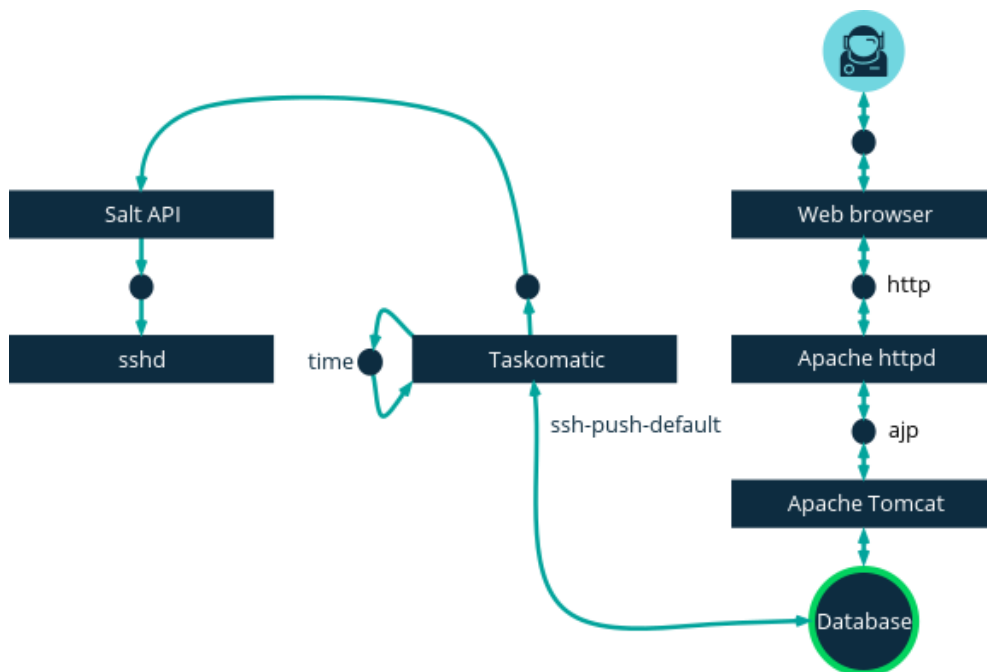 Salt API
Web browser
http
sshd
time
Taskomatic
Apache httpd
ssh-push-default
ajp
Apache Tomcat
Database